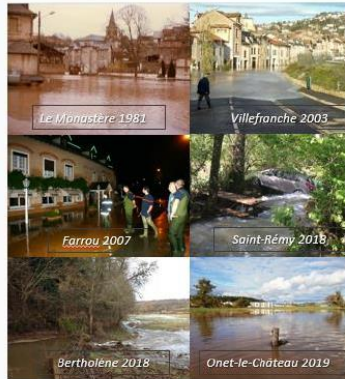 Le Monastère 1981
Villefranche 2003
Farrou 2007
Saint-Rémy 2018
Bertholène 2018
Onet-le-Château 2019